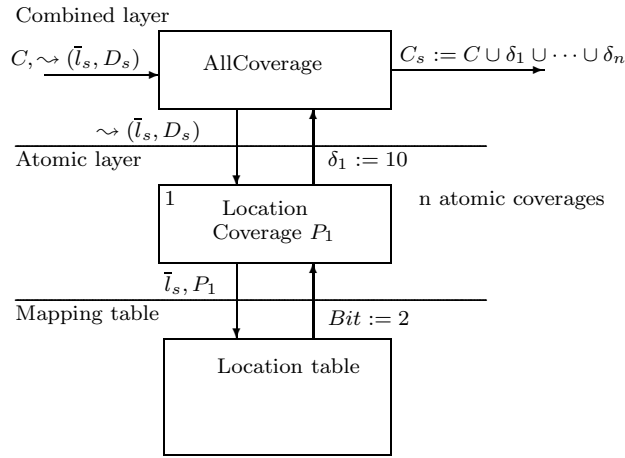 Combined layer
C, ⇝ (l̅ₛ, Dₛ)
AllCoverage
Cₛ := C ∪ δ₁ ∪ ⋯ ∪ δₙ
⇝ (l̅ₛ, Dₛ)
Atomic layer
δ₁ := 10
1
Location
Coverage P₁
n atomic coverages
l̅ₛ, P₁
Mapping table
Bit := 2
Location table